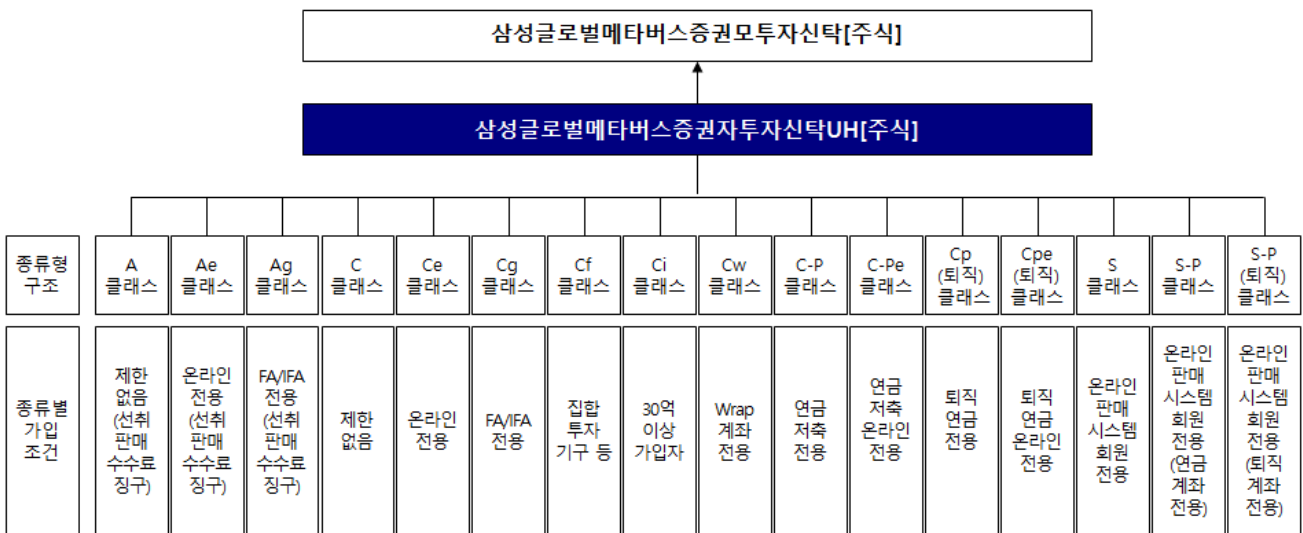 삼성글로벌메타버스증권모투자신탁[주식]
삼성글로벌메타버스증권자투자신탁UH[주식]
종류형
구조
A
클래스
Ae
클래스
Ag
클래스
C
클래스
Ce
클래스
Cg
클래스
Cf
클래스
Ci
클래스
Cw
클래스
C-P
클래스
C-Pe
클래스
Cp
(퇴직)
클래스
Cpe
(퇴직)
클래스
S
클래스
S-P
클래스
S-P
(퇴직)
클래스
종류별
가입
조건
제한
없음
(선취
판매
수수료
징구)
온라인
전용
(선취
판매
수수료
징구)
FA/IFA
전용
(선취
판매
수수료
징구)
제한
없음
온라인
전용
FA/IFA
전용
집합
투자
기구 등
30억
이상
가입자
Wrap
계좌
전용
연금
저축
전용
연금
저축
온라인
전용
퇴직
연금
전용
퇴직
연금
온라인
전용
온라인
판매
시스템
회원
전용
온라인
판매
시스템
회원
전용
(연금
계좌
전용)
온라인
판매
시스템
회원
전용
(퇴직
계좌
전용)